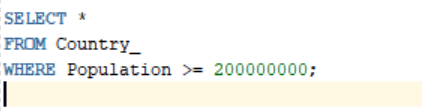 SELECT *
FROM Country_
WHERE Population >= 200000000;